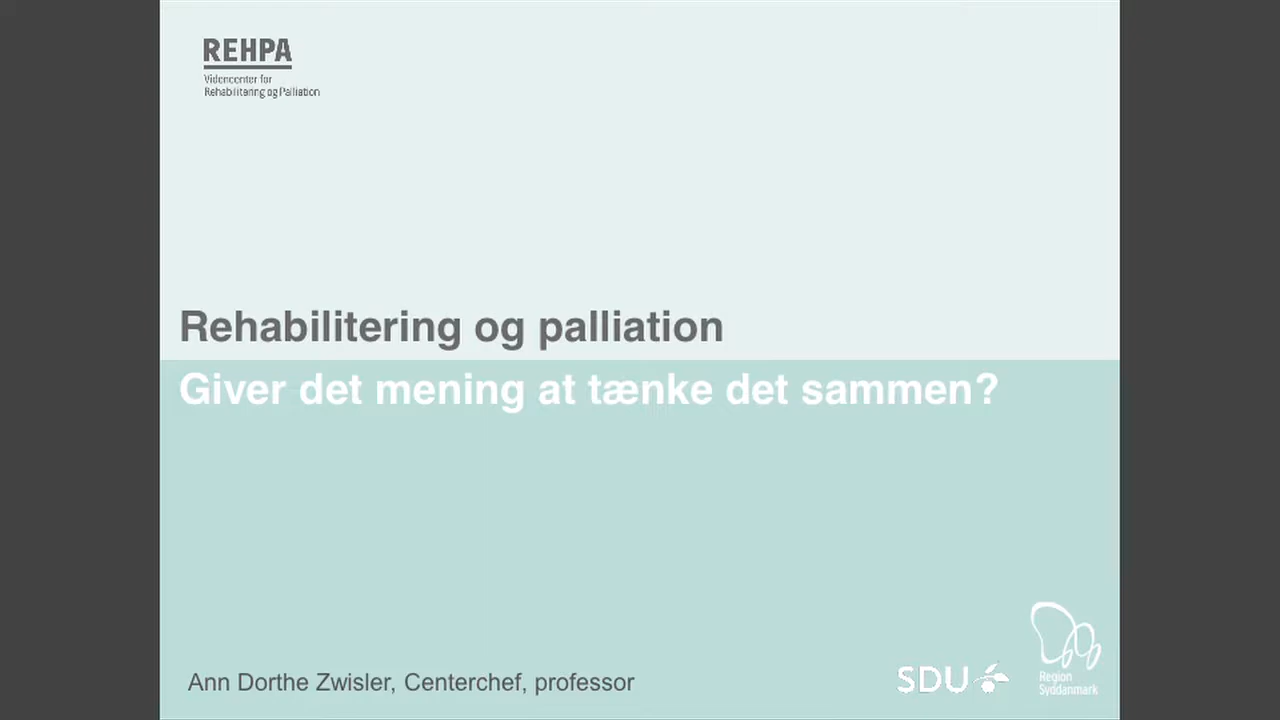 REHPA
Videncenter for
Rehabilitering og Palliation
Rehabilitering og palliation
Giver det mening at tænke det sammen?
Ann Dorthe Zwisler, Centerchef, professor
SDU
Region
Syddanmark